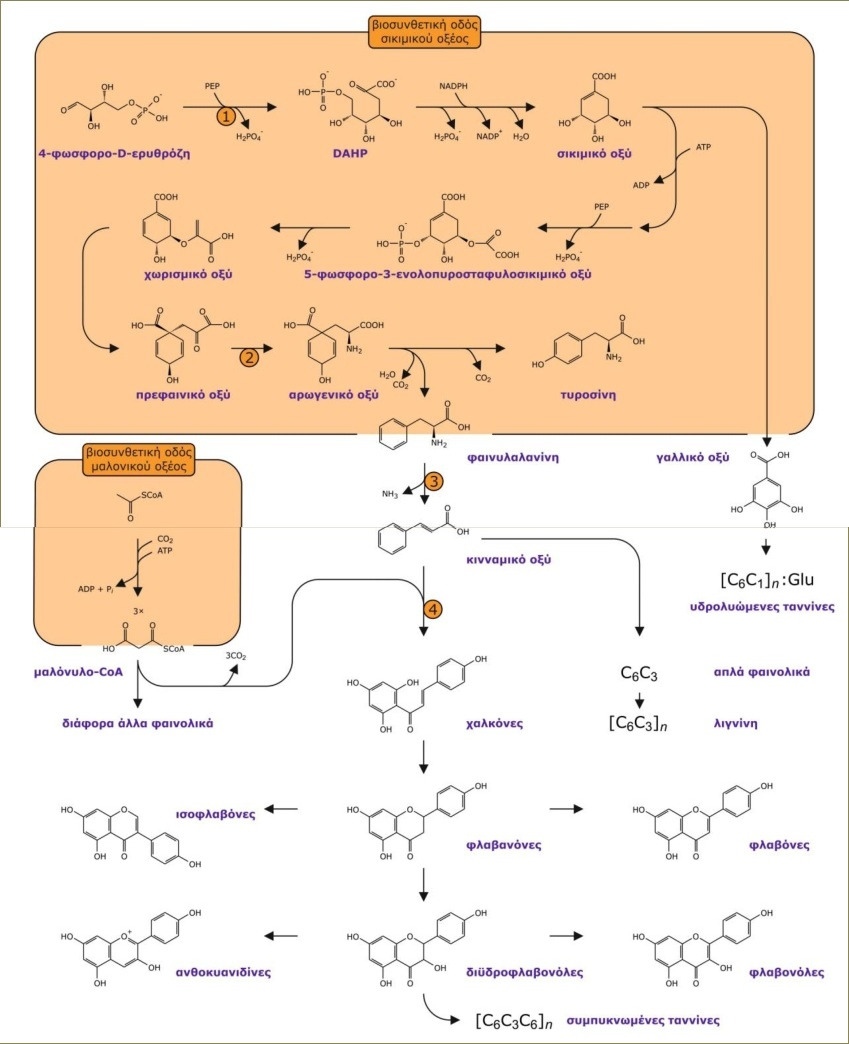 βιοσυνθετική οδός
σικιμικού οξέος
PEP
1
H₂PO₄⁻
4-φωσφορο-D-ερυθρόζη
DAHP
NADPH
H₂PO₄⁻
NADP⁺
H₂O
σικιμικό οξύ
ATP
ADP
PEP
H₂PO₄⁻
5-φωσφορο-3-ενολοπυροσταφυλοσικιμικό οξύ
H₂PO₄⁻
χωρισμικό οξύ
πρεφαινικό οξύ
2
αρωγενικό οξύ
H₂O
CO₂
CO₂
τυροσίνη
φαινυλαλανίνη
γαλλικό οξύ
βιοσυνθετική οδός
μαλονικού οξέος
SCoA
O
NH₃
3
κινναμικό οξύ
CO₂
ATP
ADP + Pᵢ
3×
HO
O
O
SCoA
μαλόνυλο-CoA
3CO₂
διάφορα άλλα φαινολικά
4
[C₆C₁]ₙ:Glu
υδρολυώμενες ταννίνες
C₆C₃
απλά φαινολικά
[C₆C₃]ₙ
λιγνίνη
χαλκόνες
ισοφλαβόνες
φλαβανόνες
φλαβόνες
ανθοκυανιδίνες
διϋδροφλαβονόλες
φλαβονόλες
[C₆C₃C₆]ₙ
συμπυκνωμένες ταννίνες